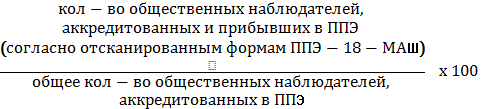 кол − во общественных наблюдателей,
аккредитованных и прибывших в ППЭ
(согласно отсканированным формам ППЭ − 18 − МАШ)
х 100
общее кол − во общественных наблюдателей,
аккредитованных в ППЭ